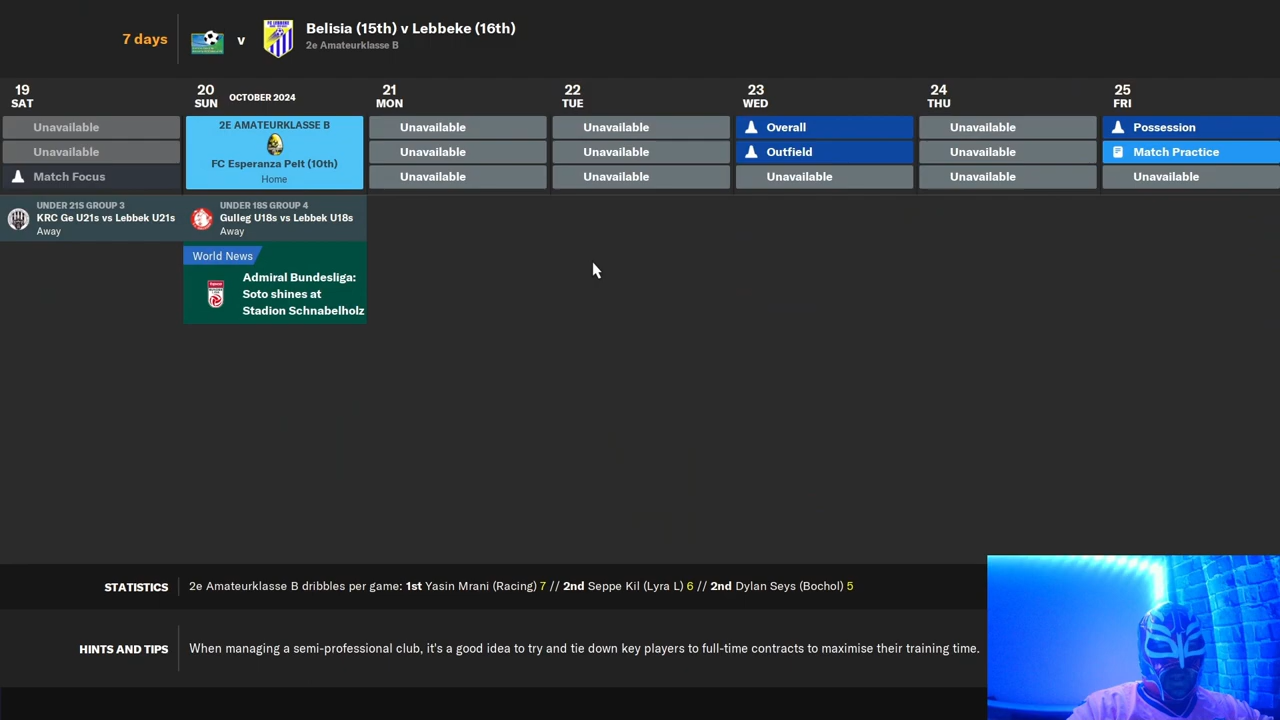 7 days
v
Belisia (15th) v Lebbeke (16th)
2e Amateurklasse B
19
SAT
20
SUN
OCTOBER 2024
21
MON
22
TUE
23
WED
24
THU
25
FRI
Unavailable
Unavailable
Match Focus
2E AMATEURKLASSE B
FC Esperanza Pelt (10th)
Home
Unavailable
Unavailable
Unavailable
Unavailable
Unavailable
Unavailable
Overall
Outfield
Unavailable
Unavailable
Unavailable
Unavailable
Possession
Match Practice
Unavailable
UNDER 21S GROUP 3
KRC Ge U21s vs Lebbek U21s
Away
UNDER 18S GROUP 4
Gulleg U18s vs Lebbek U18s
Away
World News
Admiral Bundesliga:
Soto shines at
Stadion Schnabelholz
STATISTICS
2e Amateurklasse B dribbles per game: 1st Yasin Mrani (Racing) 7 // 2nd Seppe Kil (Lyra L) 6 // 2nd Dylan Seys (Bochol) 5
HINTS AND TIPS
When managing a semi-professional club, it's a good idea to try and tie down key players to full-time contracts to maximise their training time.